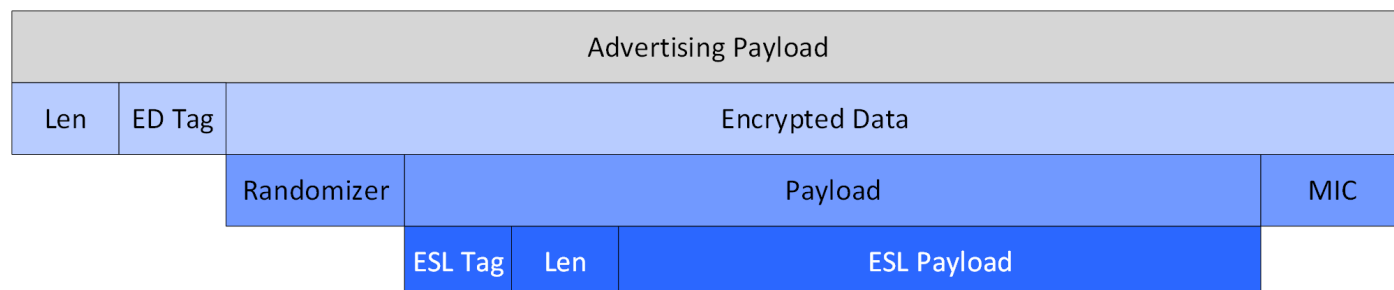 Advertising Payload
Len ED Tag Encrypted Data
Randomizer Payload MIC
ESL Tag Len ESL Payload